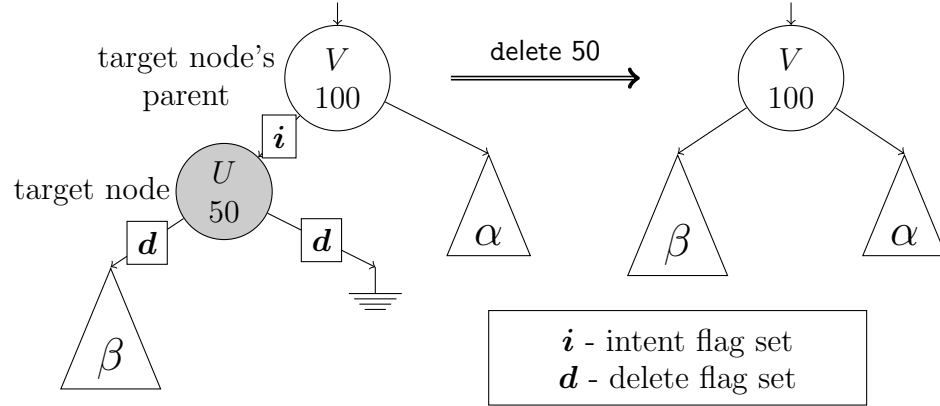 target node's
parent
V
100
i
target node
U
50
d
d
β
α
delete 50
V
100
β
α
i - intent flag set
d - delete flag set